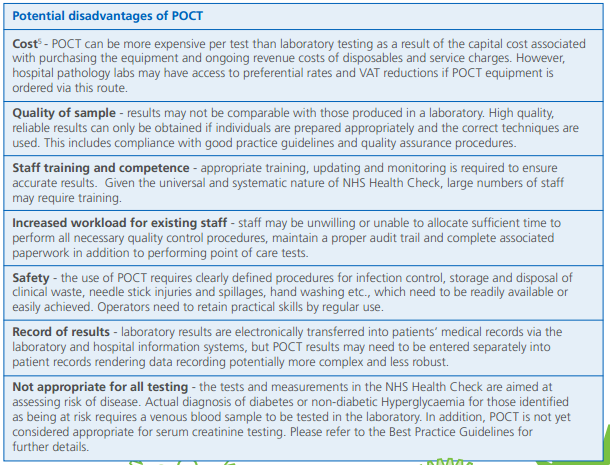 Potential disadvantages of POCT
Cost⁵ - POCT can be more expensive per test than laboratory testing as a result of the capital cost associated
with purchasing the equipment and ongoing revenue costs of disposables and service charges. However,
hospital pathology labs may have access to preferential rates and VAT reductions if POCT equipment is
ordered via this route.
Quality of sample - results may not be comparable with those produced in a laboratory. High quality,
reliable results can only be obtained if individuals are prepared appropriately and the correct techniques are
used. This includes compliance with good practice guidelines and quality assurance procedures.
Staff training and competence - appropriate training, updating and monitoring is required to ensure
accurate results. Given the universal and systematic nature of NHS Health Check, large numbers of staff
may require training.
Increased workload for existing staff - staff may be unwilling or unable to allocate sufficient time to
perform all necessary quality control procedures, maintain a proper audit trail and complete associated
paperwork in addition to performing point of care tests.
Safety - the use of POCT requires clearly defined procedures for infection control, storage and disposal of
clinical waste, needle stick injuries and spillages, hand washing etc., which need to be readily available or
easily achieved. Operators need to retain practical skills by regular use.
Record of results - laboratory results are electronically transferred into patients' medical records via the
laboratory and hospital information systems, but POCT results may need to be entered separately into
patient records rendering data recording potentially more complex and less robust.
Not appropriate for all testing - the tests and measurements in the NHS Health Check are aimed at
assessing risk of disease. Actual diagnosis of diabetes or non-diabetic Hyperglycaemia for those identified
as being at risk requires a venous blood sample to be tested in the laboratory. In addition, POCT is not yet
considered appropriate for serum creatinine testing. Please refer to the Best Practice Guidelines for
further details.